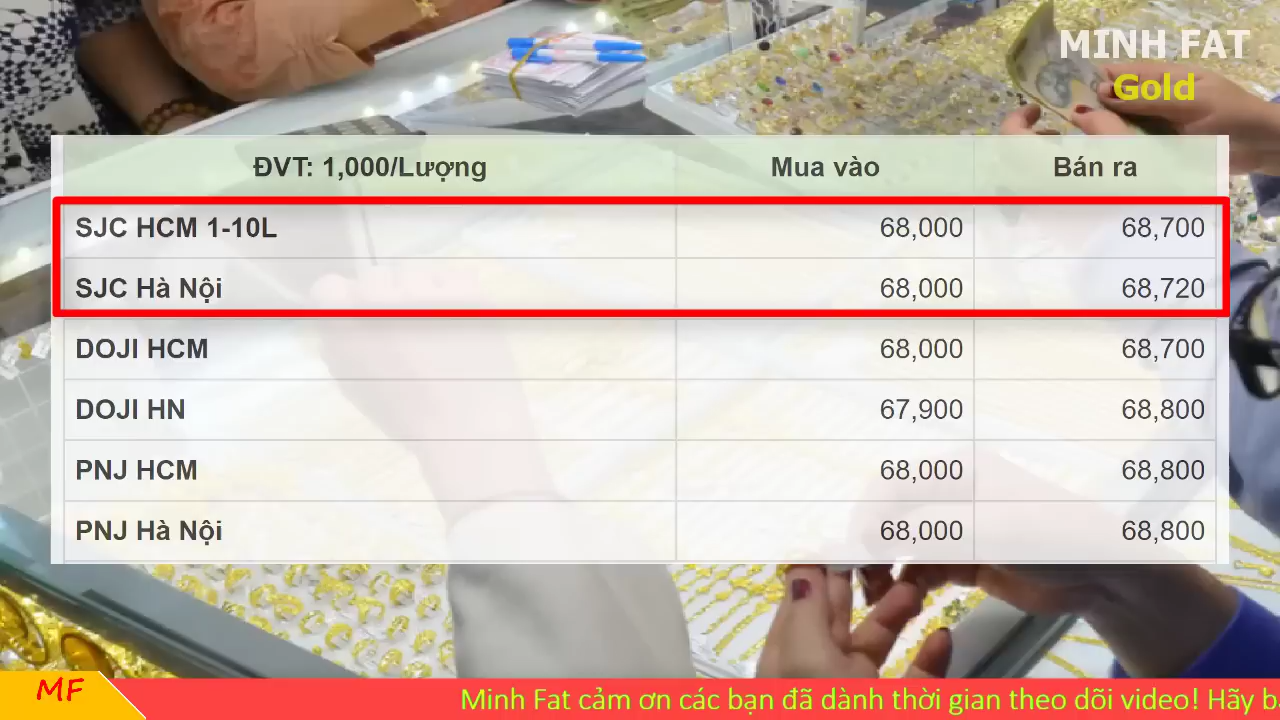 MINH FAT
Gold
ĐVT: 1,000/Lượng Mua vào Bán ra
SJC HCM 1-10L 68,000 68,700
SJC Hà Nội 68,000 68,720
DOJI HCM 68,000 68,700
DOJI HN 67,900 68,800
PNJ HCM 68,000 68,800
PNJ Hà Nội 68,000 68,800
MF Minh Fat cảm ơn các bạn đã dành thời gian theo dõi video! Hãy